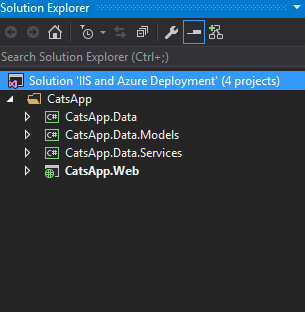 Solution Explorer
Search Solution Explorer (Ctrl+;)
Solution 'IIS and Azure Deployment' (4 projects)
CatsApp
C# CatsApp.Data
C# CatsApp.Data.Models
C# CatsApp.Data.Services
CatsApp.Web